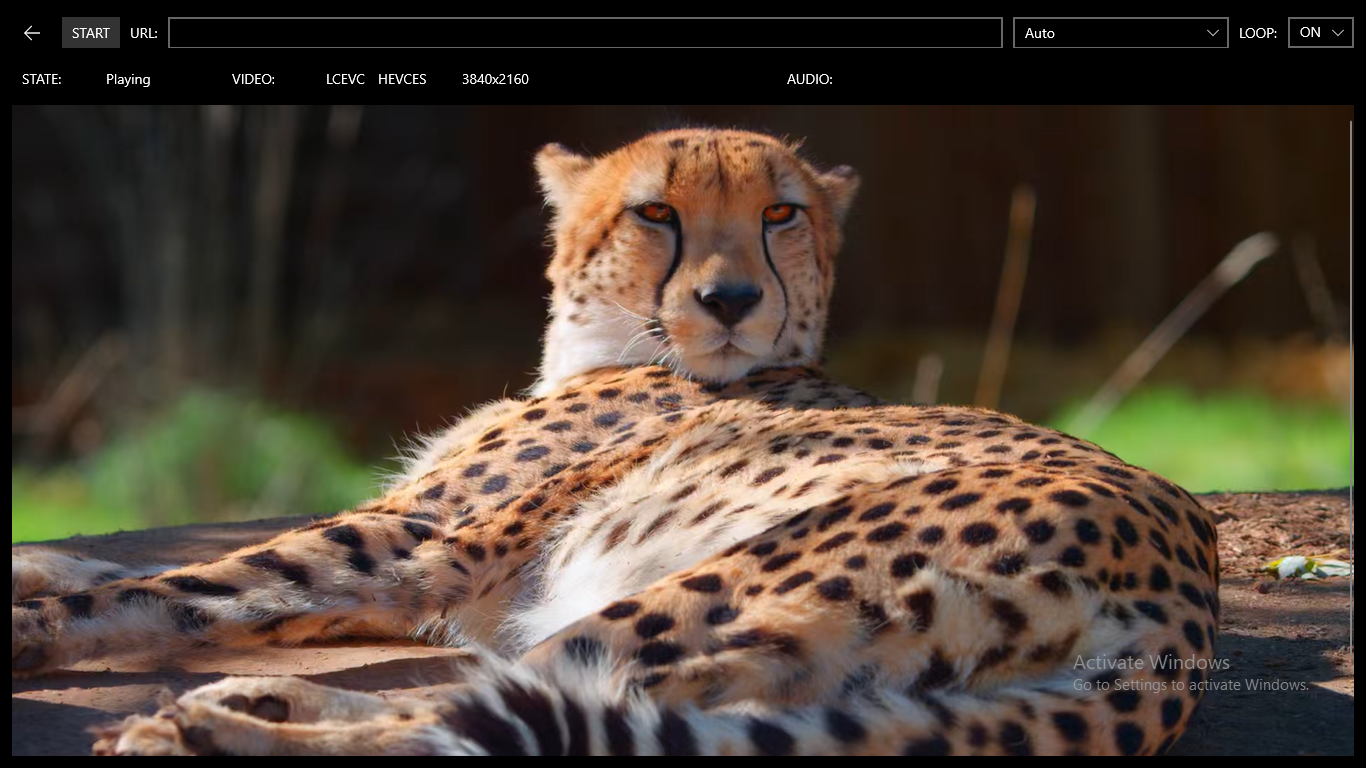 START URL: Auto LOOP: ON
STATE: Playing VIDEO: LCEVC HEVCES 3840x2160 AUDIO:
Activate Windows
Go to Settings to activate Windows.